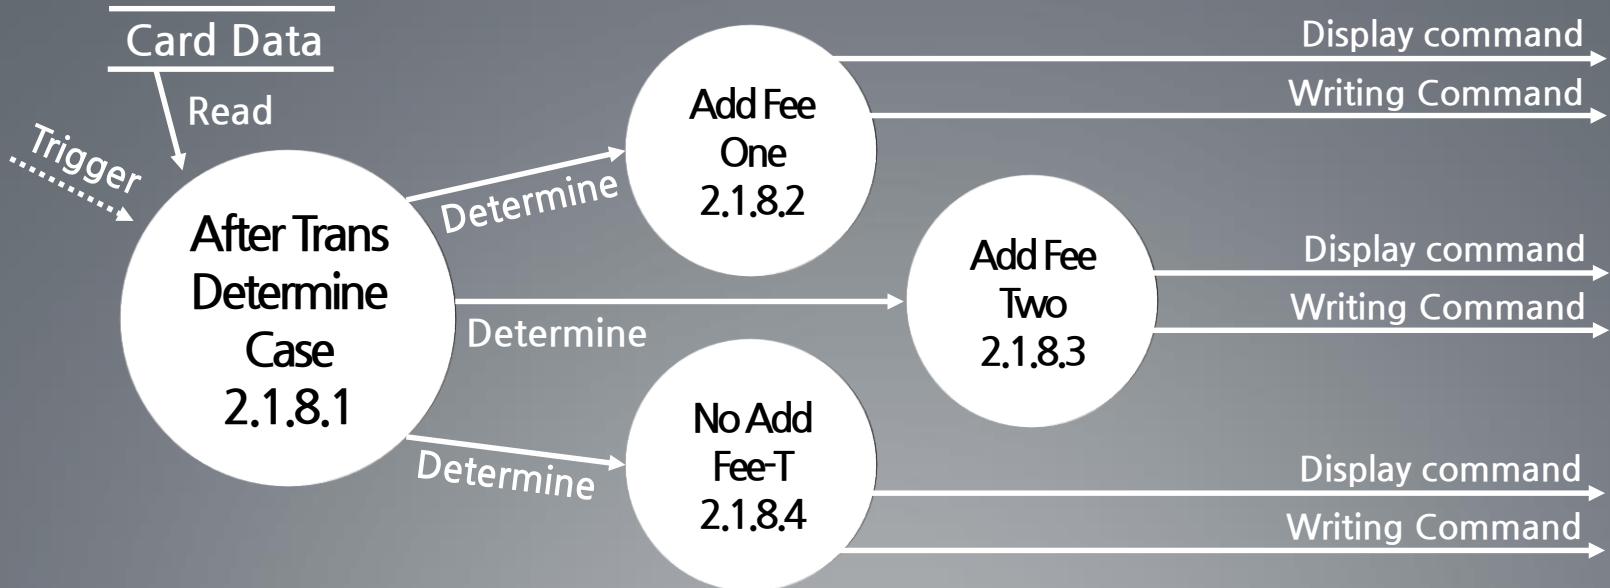 Card Data
Read
Trigger
After Trans
Determine
Case
2.1.8.1
Determine
Determine
Determine
Add Fee
One
2.1.8.2
Add Fee
Two
2.1.8.3
No Add
Fee-T
2.1.8.4
Display command
Writing Command
Display command
Writing Command
Display command
Writing Command